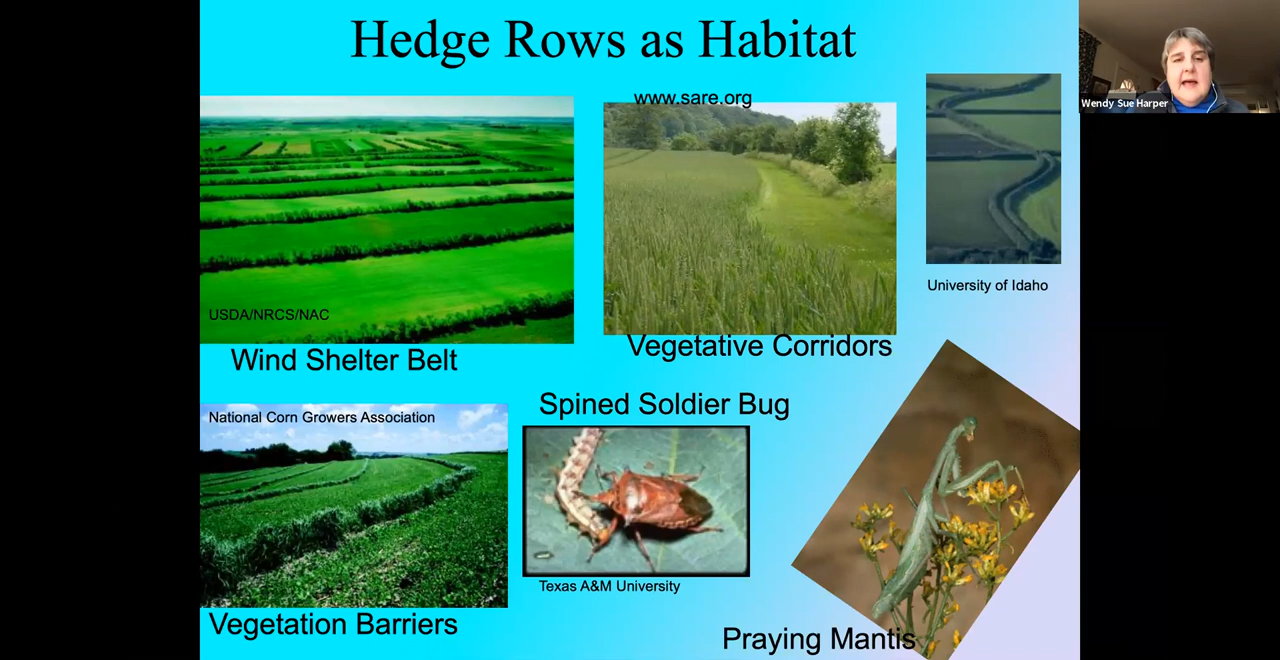 Hedge Rows as Habitat
www.sare.org
Wendy Sue Harper
University of Idaho
USDA/NRCS/NAC
Wind Shelter Belt
Vegetative Corridors
National Corn Growers Association
Spined Soldier Bug
Texas A&M University
Vegetation Barriers
Praying Mantis